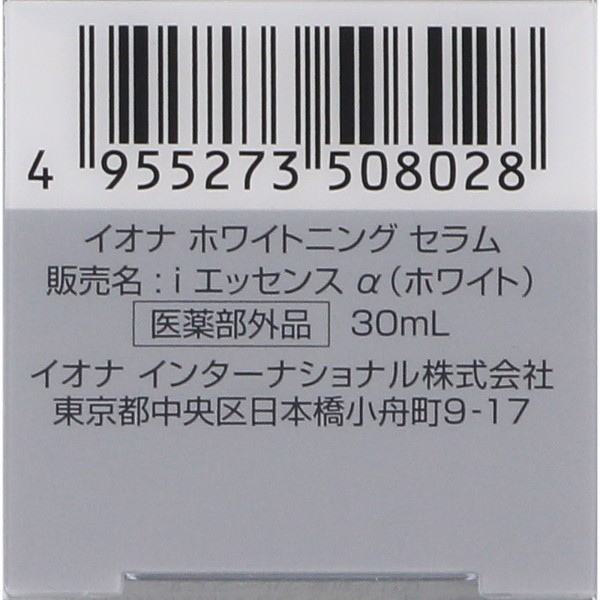 4 955273 508028
イオナ ホワイトニング セラム
販売名：i エッセンス α（ホワイト）
医薬部外品 30mL
イオナ インターナショナル株式会社
東京都中央区日本橋小舟町9-17